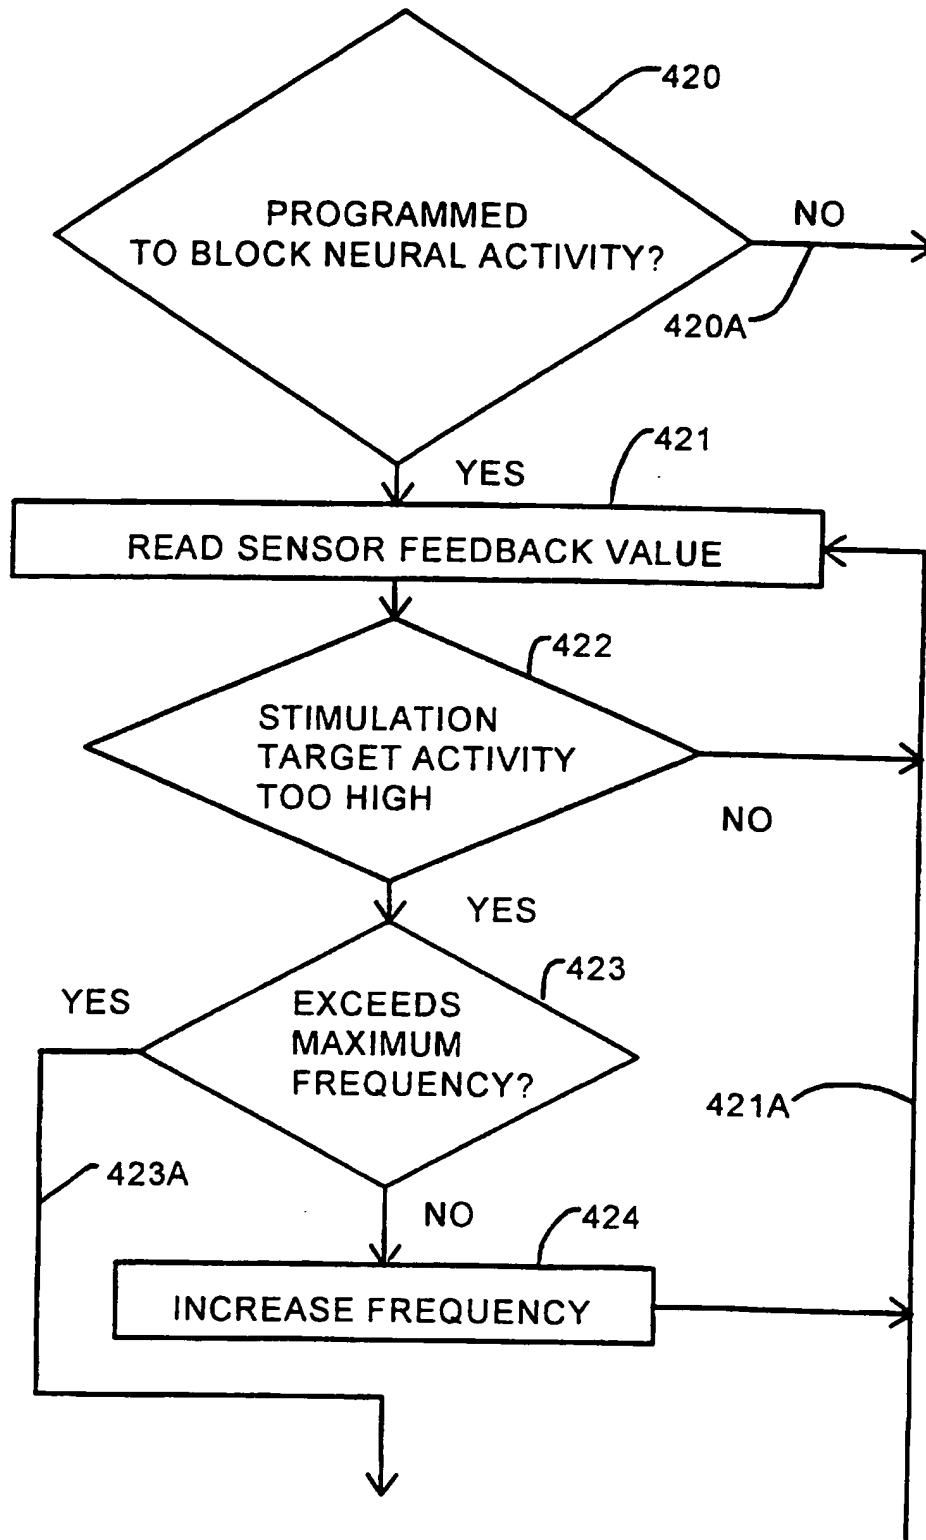 420
PROGRAMMED
TO BLOCK NEURAL ACTIVITY?
NO
420A
YES
421
READ SENSOR FEEDBACK VALUE
422
STIMULATION
TARGET ACTIVITY
TOO HIGH
NO
YES
423
YES
EXCEEDS
MAXIMUM
FREQUENCY?
421A
423A
NO
424
INCREASE FREQUENCY